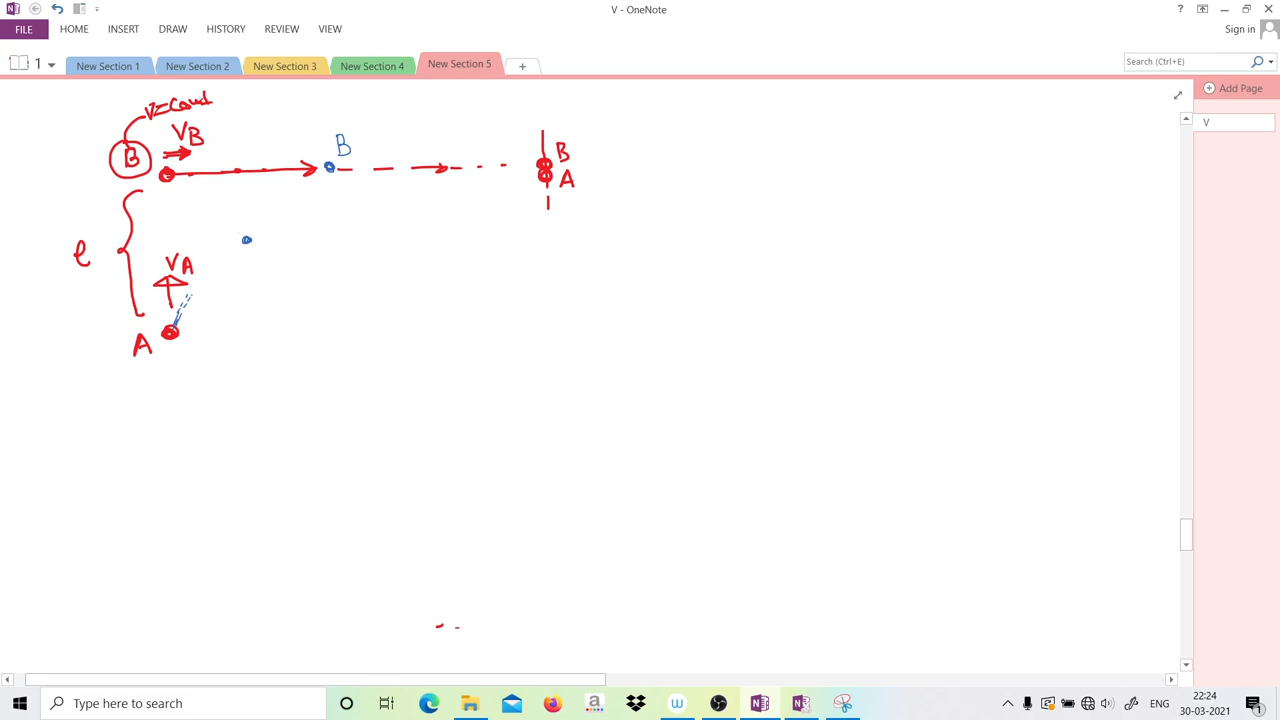 V - OneNote
?
Sign in
FILE
HOME
INSERT
DRAW
HISTORY
REVIEW
VIEW
1
New Section 1
New Section 2
New Section 3
New Section 4
New Section 5
+
Search (Ctrl+E)
Add Page
V
VB
B
B
B
A
VA
A
Type here to search
a
W
ENG
22:24
30-03-2021
1